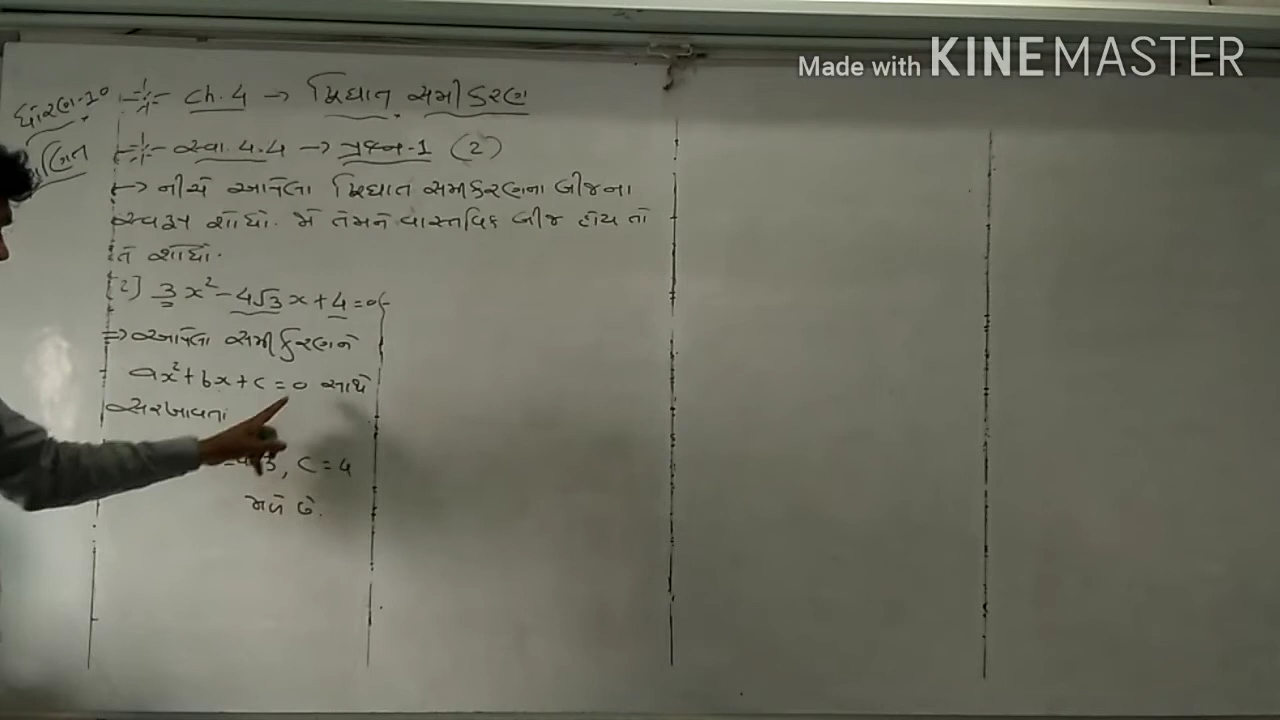 Made with KINEMASTER
ધોરણ-10
Ch. 4 → દ્વિઘાત સમીકરણ
સ્વા. 4.4 → પ્રશ્ન-1 (2)
→ નીચે આપેલા દ્વિઘાત સમીકરણના બીજના
સ્વરૂપ શોધો. જો તેમને વાસ્તવિક બીજ હોય તો
તે શોધો.
[2] 3x² - 4√3x + 4 = 0
⇒ આપેલા સમીકરણને
ax² + bx + c = 0 સાથે
સરખાવતા
, c = 4
મળે છે.